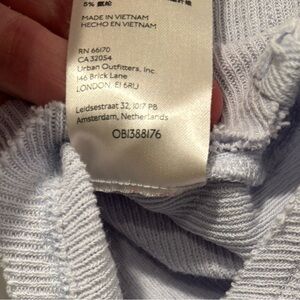 5% 氨纶
MADE IN VIETNAM
HECHO EN VIETNAM
RN 66170
CA 32054
Urban Outfitters, Inc
146 Brick Lane
LONDON E1 6RU
Leidsestraat 32, 1017 PB
Amsterdam, Netherlands
OB1388176